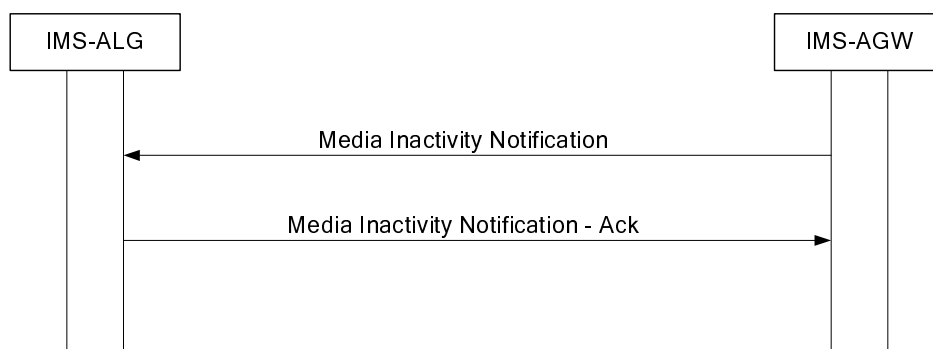 IMS-ALG
IMS-AGW
Media Inactivity Notification
Media Inactivity Notification - Ack